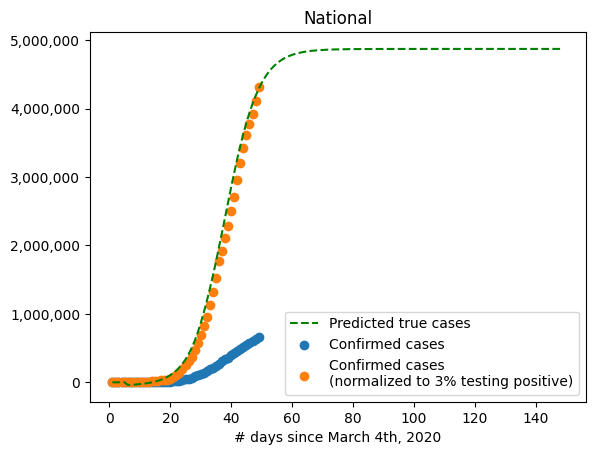 National
5,000,000
4,000,000
3,000,000
2,000,000
1,000,000
0
0 20 40 60 80 100 120 140
# days since March 4th, 2020
Predicted true cases
Confirmed cases
Confirmed cases
(normalized to 3% testing positive)